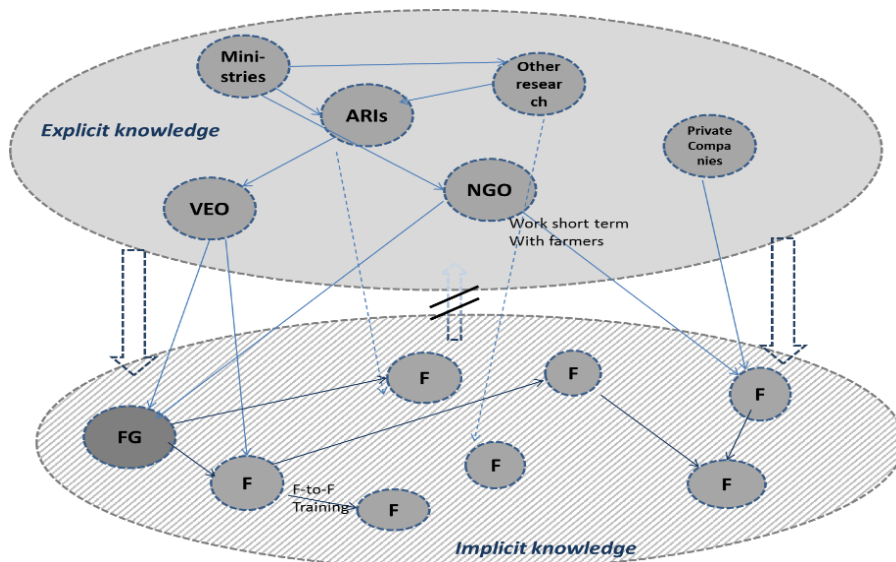 Mini-
stries
Other
resear
ch
ARIs
Explicit knowledge
Private
Compa
nies
NGO
VEO
Work short term
With farmers
F
F
F
FG
F
F
F
F-to-F
Training
F
Implicit knowledge